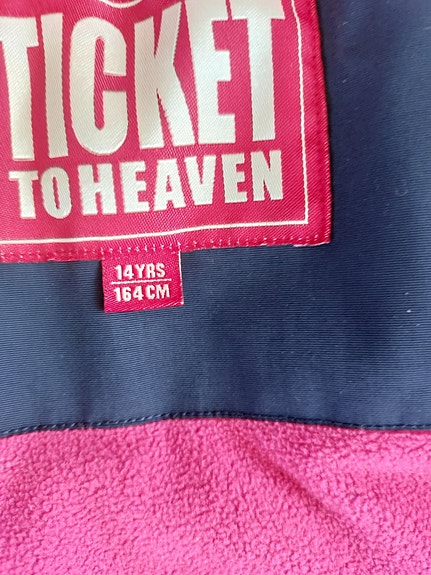 TICKET
TO HEAVEN
14 YRS
164 CM